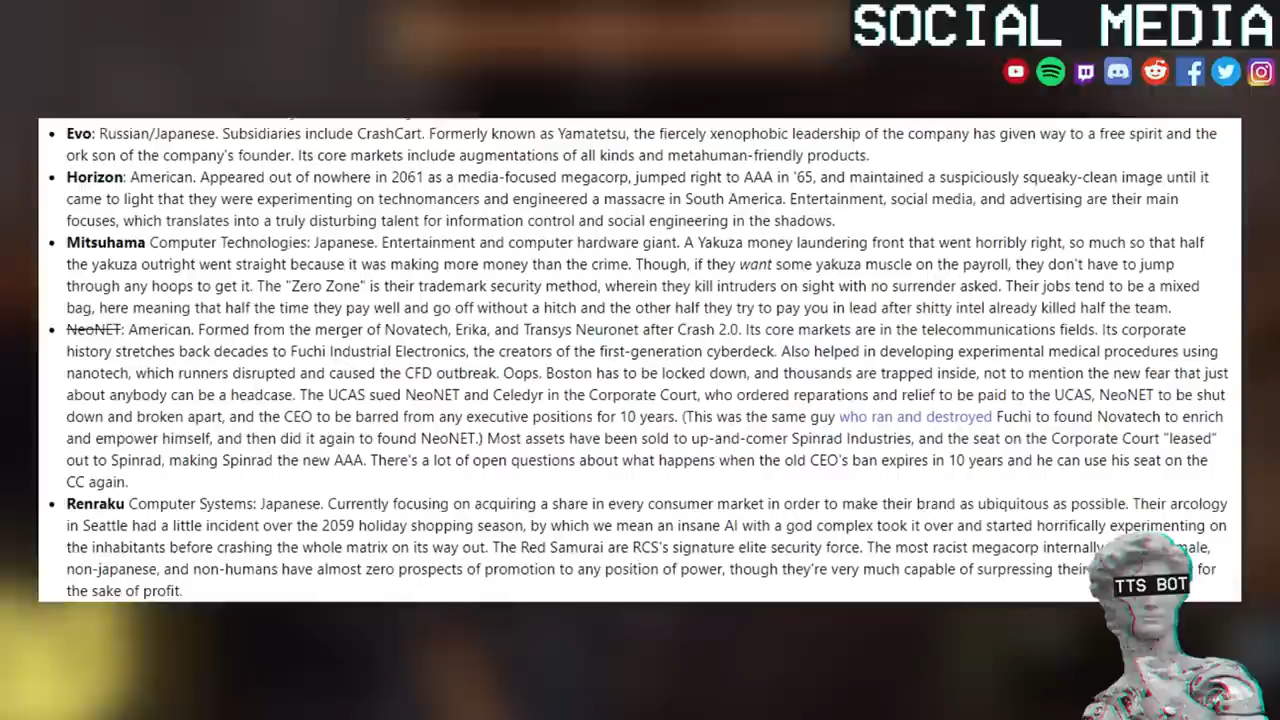 SOCIAL MEDIA
Evo: Russian/Japanese. Subsidiaries include CrashCart. Formerly known as Yamatetsu, the fiercely xenophobic leadership of the company has given way to a free spirit and the
ork son of the company's founder. Its core markets include augmentations of all kinds and metahuman-friendly products.
Horizon: American. Appeared out of nowhere in 2061 as a media-focused megacorp, jumped right to AAA in '65, and maintained a suspiciously squeaky-clean image until it
came to light that they were experimenting on technomancers and engineered a massacre in South America. Entertainment, social media, and advertising are their main
focuses, which translates into a truly disturbing talent for information control and social engineering in the shadows.
Mitsuhama Computer Technologies: Japanese. Entertainment and computer hardware giant. A Yakuza money laundering front that went horribly right, so much so that half
the yakuza outright went straight because it was making more money than the crime. Though, if they want some yakuza muscle on the payroll, they don't have to jump
through any hoops to get it. The "Zero Zone" is their trademark security method, wherein they kill intruders on sight with no surrender asked. Their jobs tend to be a mixed
bag, here meaning that half the time they pay well and go off without a hitch and the other half they try to pay you in lead after shitty intel already killed half the team.
NeoNET: American. Formed from the merger of Novatech, Erika, and Transys Neuronet after Crash 2.0. Its core markets are in the telecommunications fields. Its corporate
history stretches back decades to Fuchi Industrial Electronics, the creators of the first-generation cyberdeck. Also helped in developing experimental medical procedures using
nanotech, which runners disrupted and caused the CFD outbreak. Oops. Boston has to be locked down, and thousands are trapped inside, not to mention the new fear that just
about anybody can be a headcase. The UCAS sued NeoNET and Celedyr in the Corporate Court, who ordered reparations and relief to be paid to the UCAS, NeoNET to be shut
down and broken apart, and the CEO to be barred from any executive positions for 10 years. (This was the same guy who ran and destroyed Fuchi to found Novatech to enrich
and empower himself, and then did it again to found NeoNET.) Most assets have been sold to up-and-comer Spinrad Industries, and the seat on the Corporate Court "leased"
out to Spinrad, making Spinrad the new AAA. There's a lot of open questions about what happens when the old CEO's ban expires in 10 years and he can use his seat on the
CC again.
Renraku Computer Systems: Japanese. Currently focusing on acquiring a share in every consumer market in order to make their brand as ubiquitous as possible. Their arcology
in Seattle had a little incident over the 2059 holiday shopping season, by which we mean an insane AI with a god complex took it over and started horrifically experimenting on
the inhabitants before crashing the whole matrix on its way out. The Red Samurai are RCS's signature elite security force. The most racist megacorp internally
non-japanese, and non-humans have almost zero prospects of promotion to any position of power, though they're very much capable of surpressing their for
the sake of profit.
TTS BOT